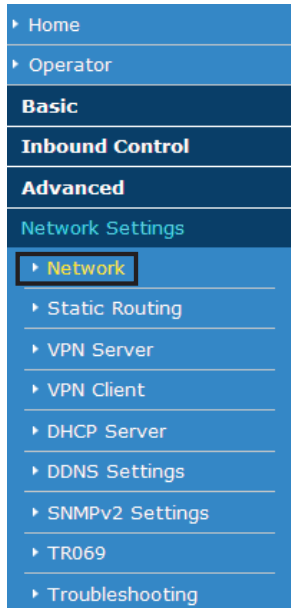 Home
Operator
Basic
Inbound Control
Advanced
Network Settings
Network
Static Routing
VPN Server
VPN Client
DHCP Server
DDNS Settings
SNMPv2 Settings
TR069
Troubleshooting